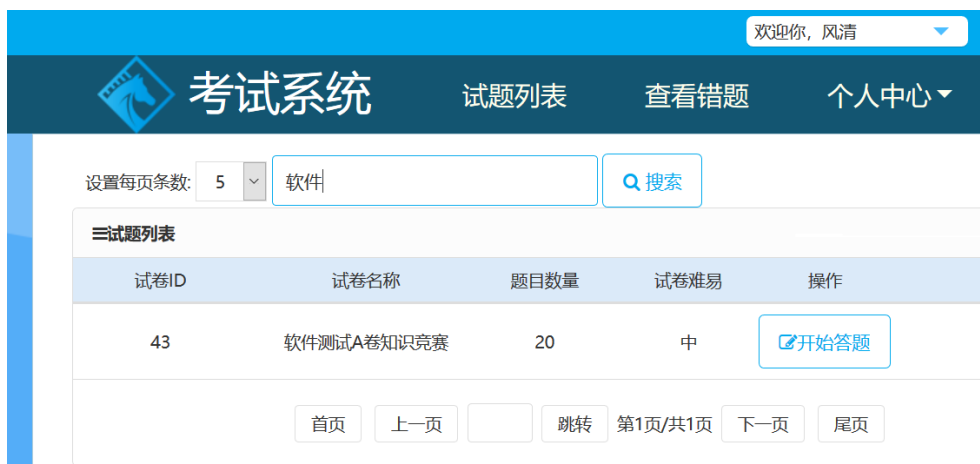 欢迎你，风清
考试系统 试题列表 查看错题 个人中心
设置每页条数: 5 软件 搜索
试题列表
试卷ID 试卷名称 题目数量 试卷难易 操作
43 软件测试A卷知识竞赛 20 中 开始答题
首页 上一页 跳转 第1页/共1页 下一页 尾页